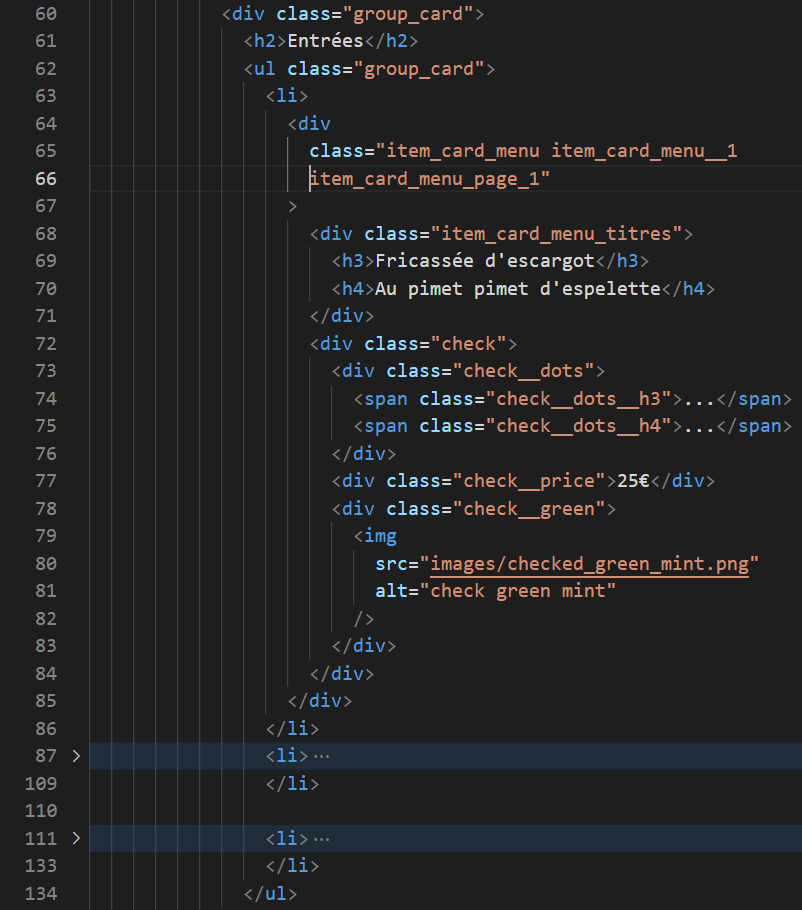 60 <div class="group_card">
61 <h2>Entrées</h2>
62 <ul class="group_card">
63 <li>
64 <div
65 class="item_card_menu item_card_menu__1
66 item_card_menu_page_1"
67 >
68 <div class="item_card_menu_titres">
69 <h3>Fricassée d'escargot</h3>
70 <h4>Au pimet pimet d'espelette</h4>
71 </div>
72 <div class="check">
73 <div class="check__dots">
74 <span class="check__dots__h3">...</span>
75 <span class="check__dots__h4">...</span>
76 </div>
77 <div class="check__price">25€</div>
78 <div class="check__green">
79 <img
80 src="images/checked_green_mint.png"
81 alt="check green mint"
82 />
83 </div>
84 </div>
85 </div>
86 </li>
87 <li>…
109 </li>
110
111 <li>…
133 </li>
134 </ul>